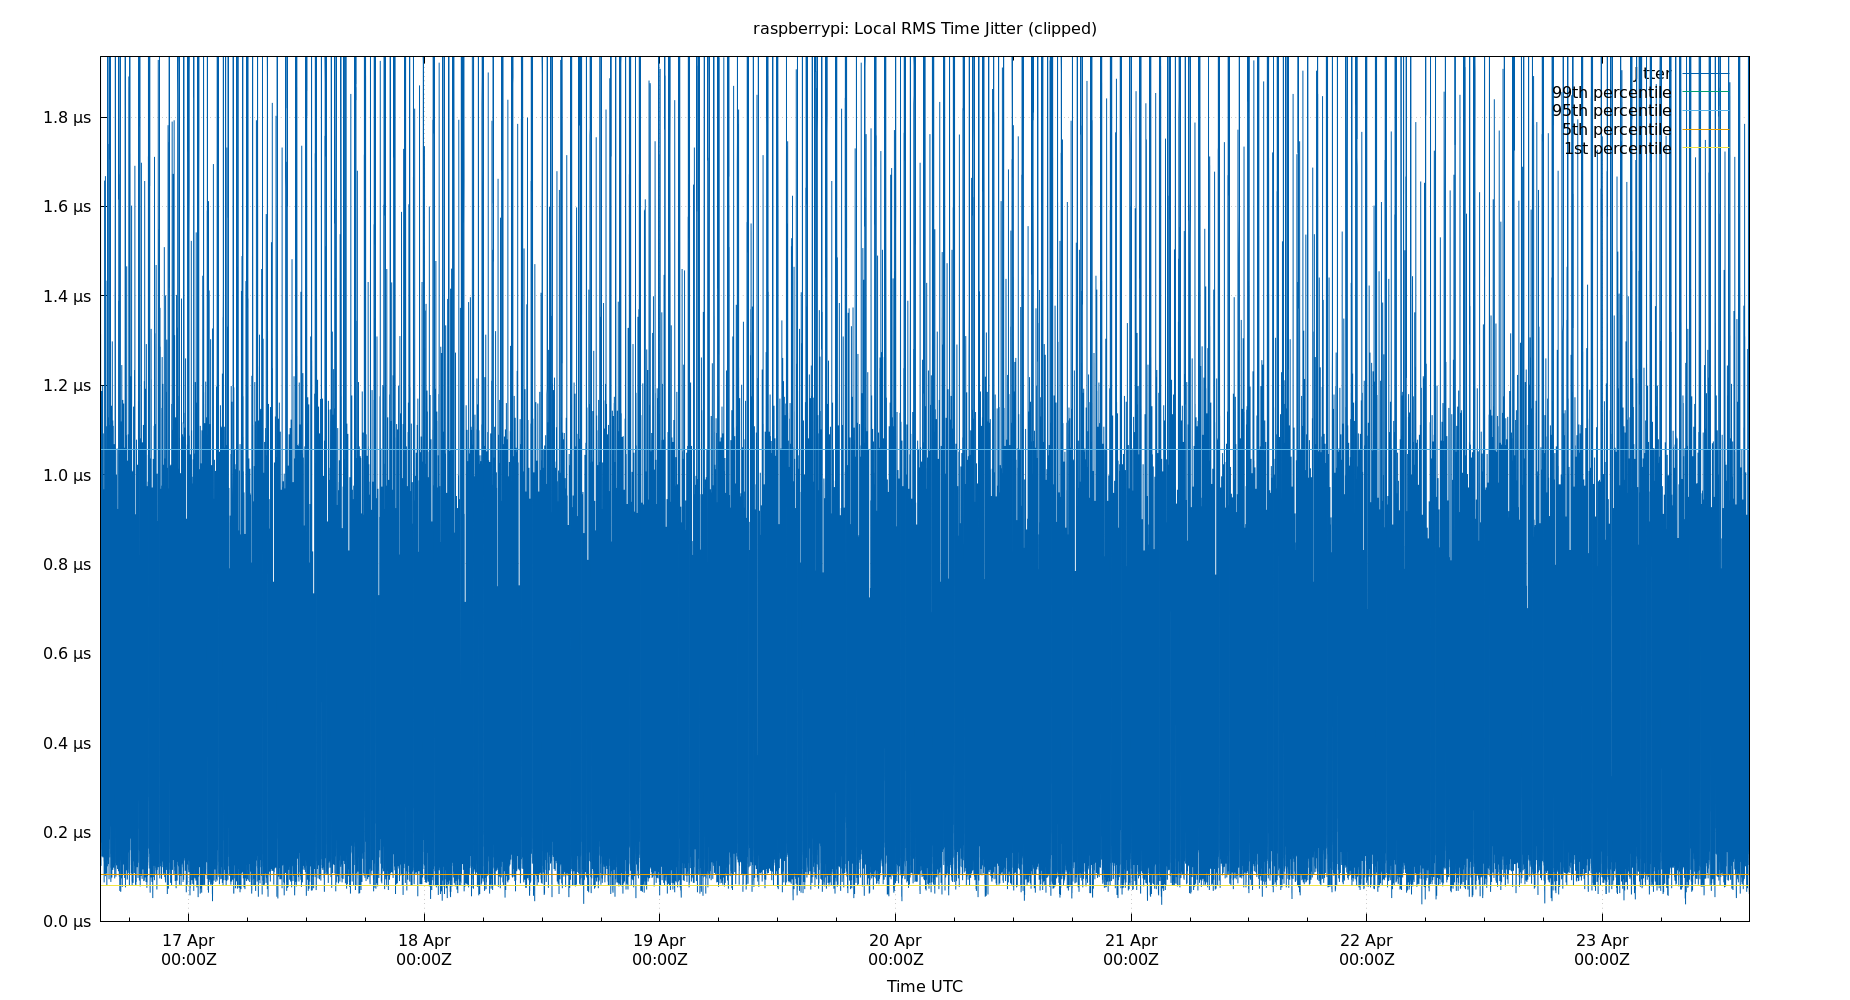 raspberrypi: Local RMS Time Jitter (clipped)
1.8 µs
1.6 µs
1.4 µs
1.2 µs
1.0 µs
0.8 µs
0.6 µs
0.4 µs
0.2 µs
0.0 µs
jitter
99th percentile
95th percentile
5th percentile
1st percentile
17 Apr 18 Apr 19 Apr 20 Apr 21 Apr 22 Apr 23 Apr
00:00Z 00:00Z 00:00Z 00:00Z 00:00Z 00:00Z 00:00Z
Time UTC